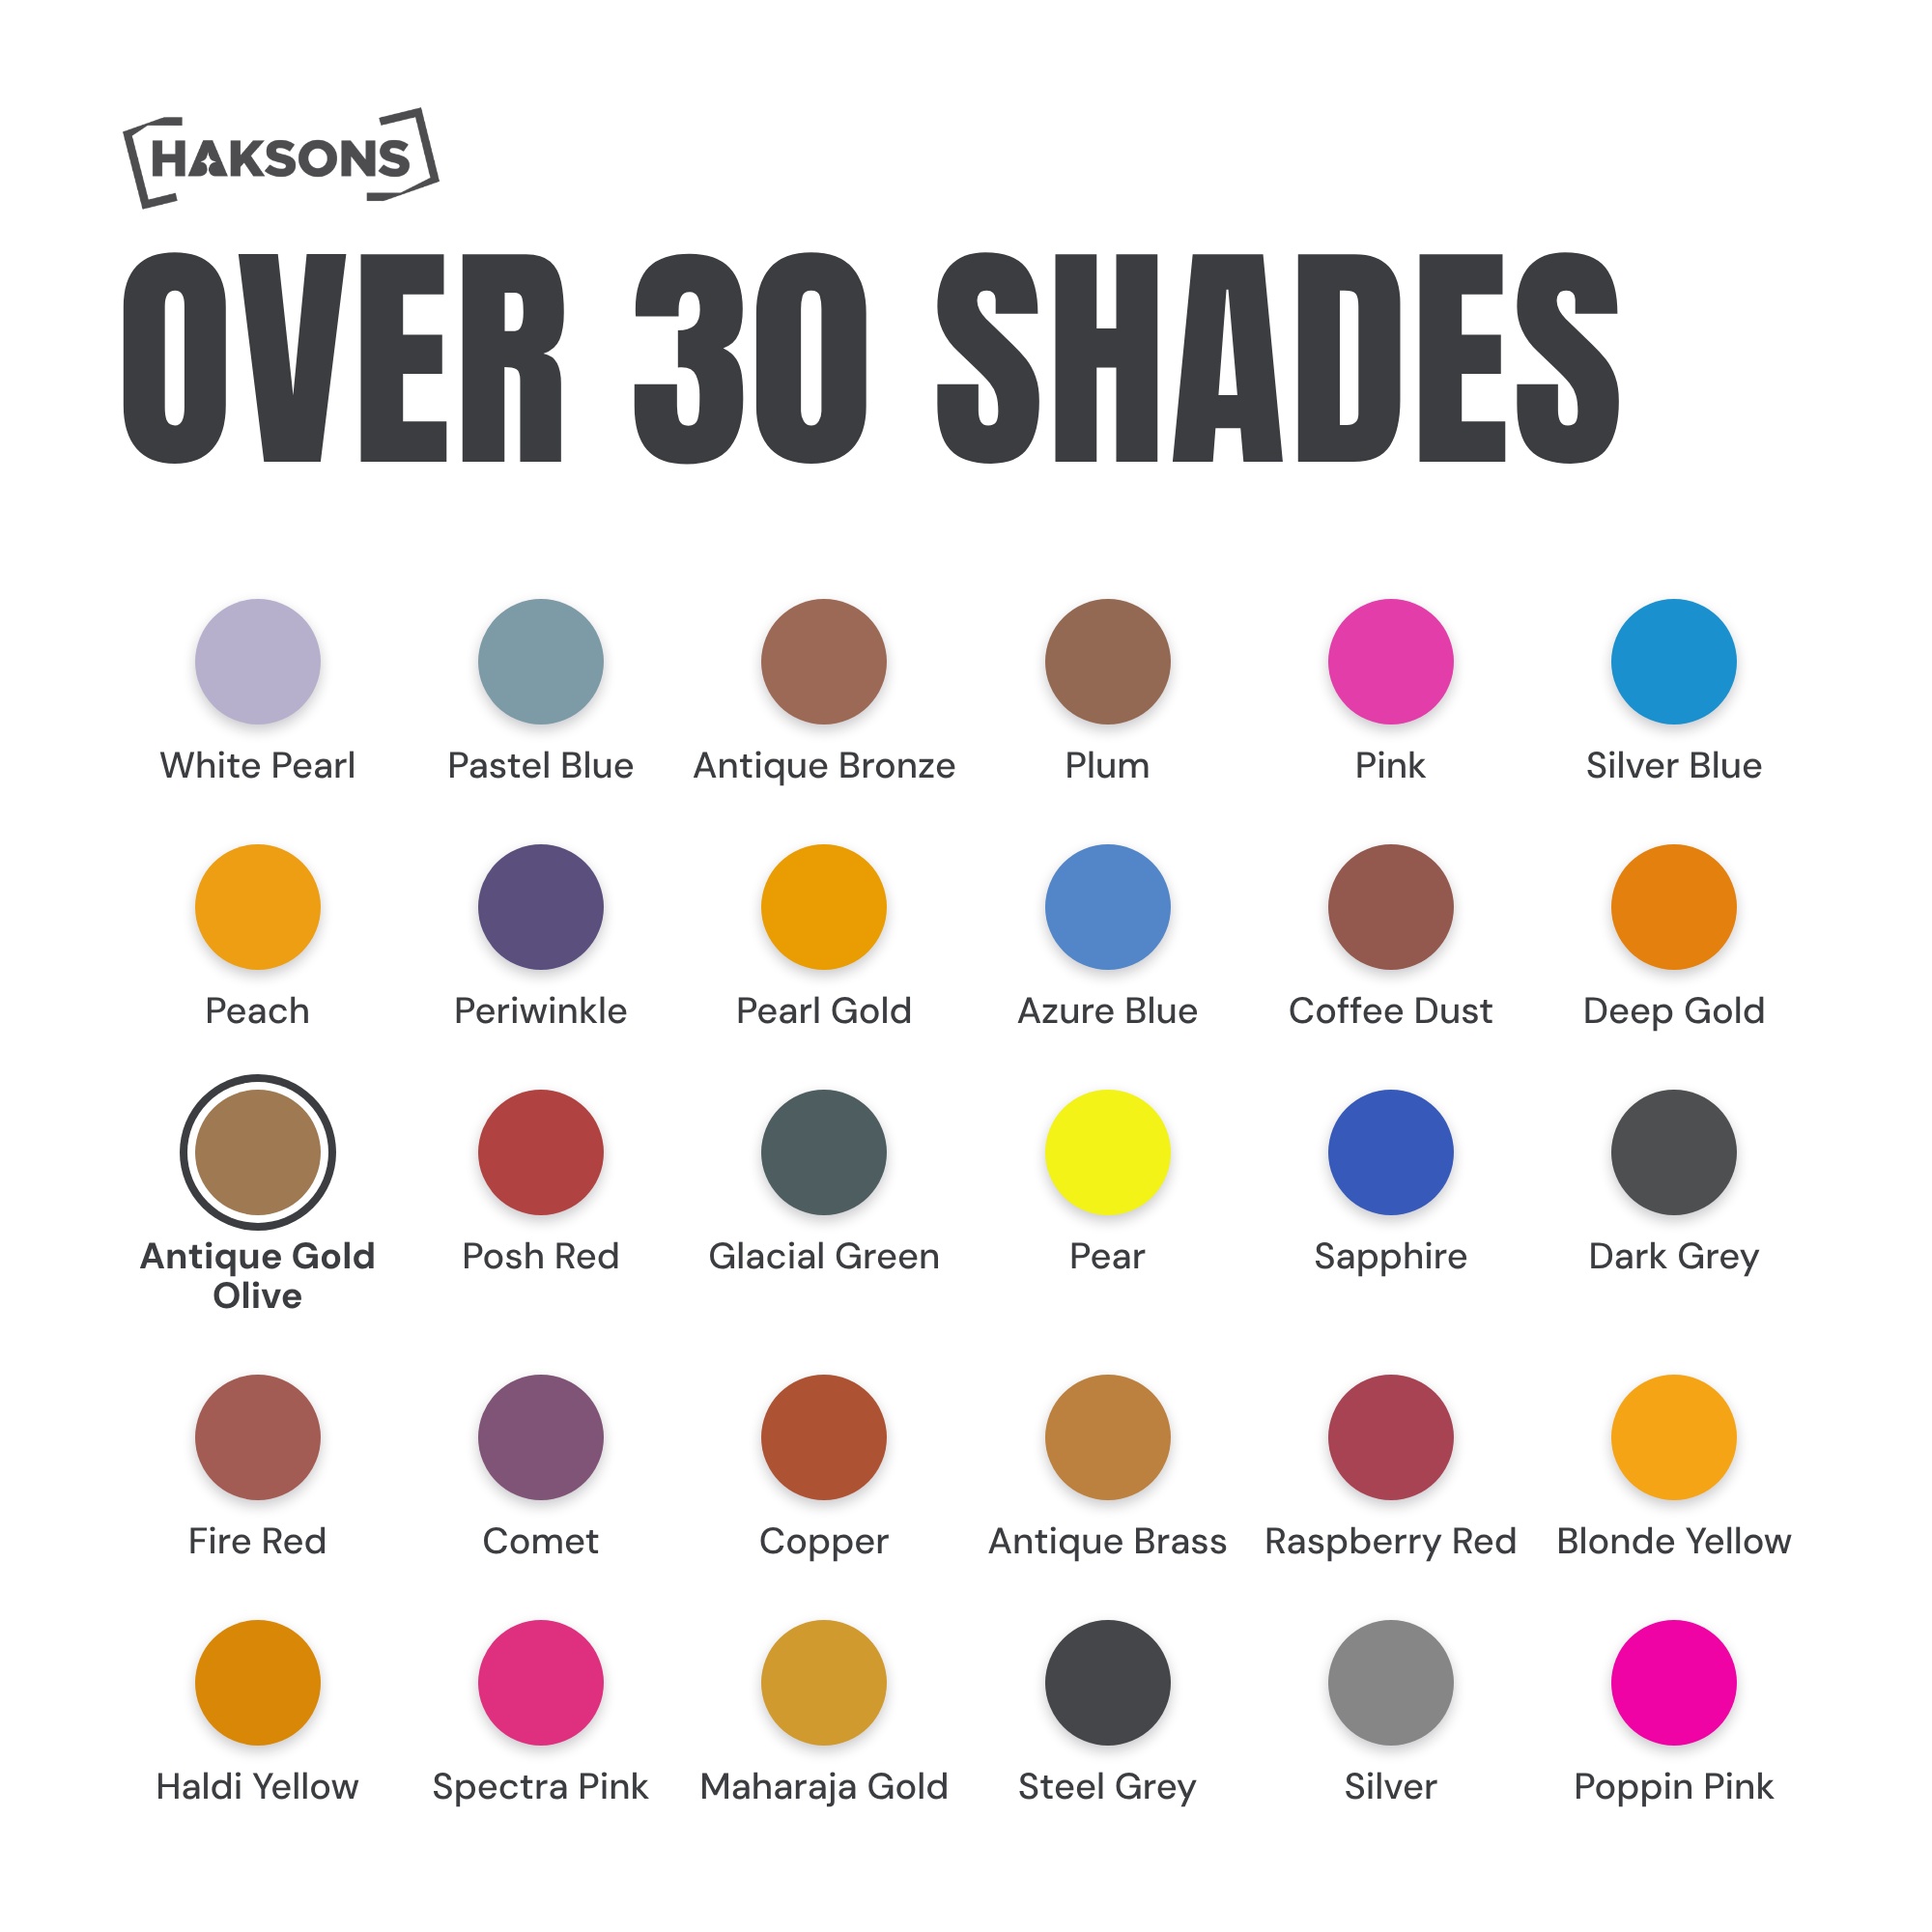 HAKSONS
OVER 30 SHADES
White Pearl
Pastel Blue
Antique Bronze
Plum
Pink
Silver Blue
Peach
Periwinkle
Pearl Gold
Azure Blue
Coffee Dust
Deep Gold
Antique Gold
Olive
Posh Red
Glacial Green
Pear
Sapphire
Dark Grey
Fire Red
Comet
Copper
Antique Brass
Raspberry Red
Blonde Yellow
Haldi Yellow
Spectra Pink
Maharaja Gold
Steel Grey
Silver
Poppin Pink